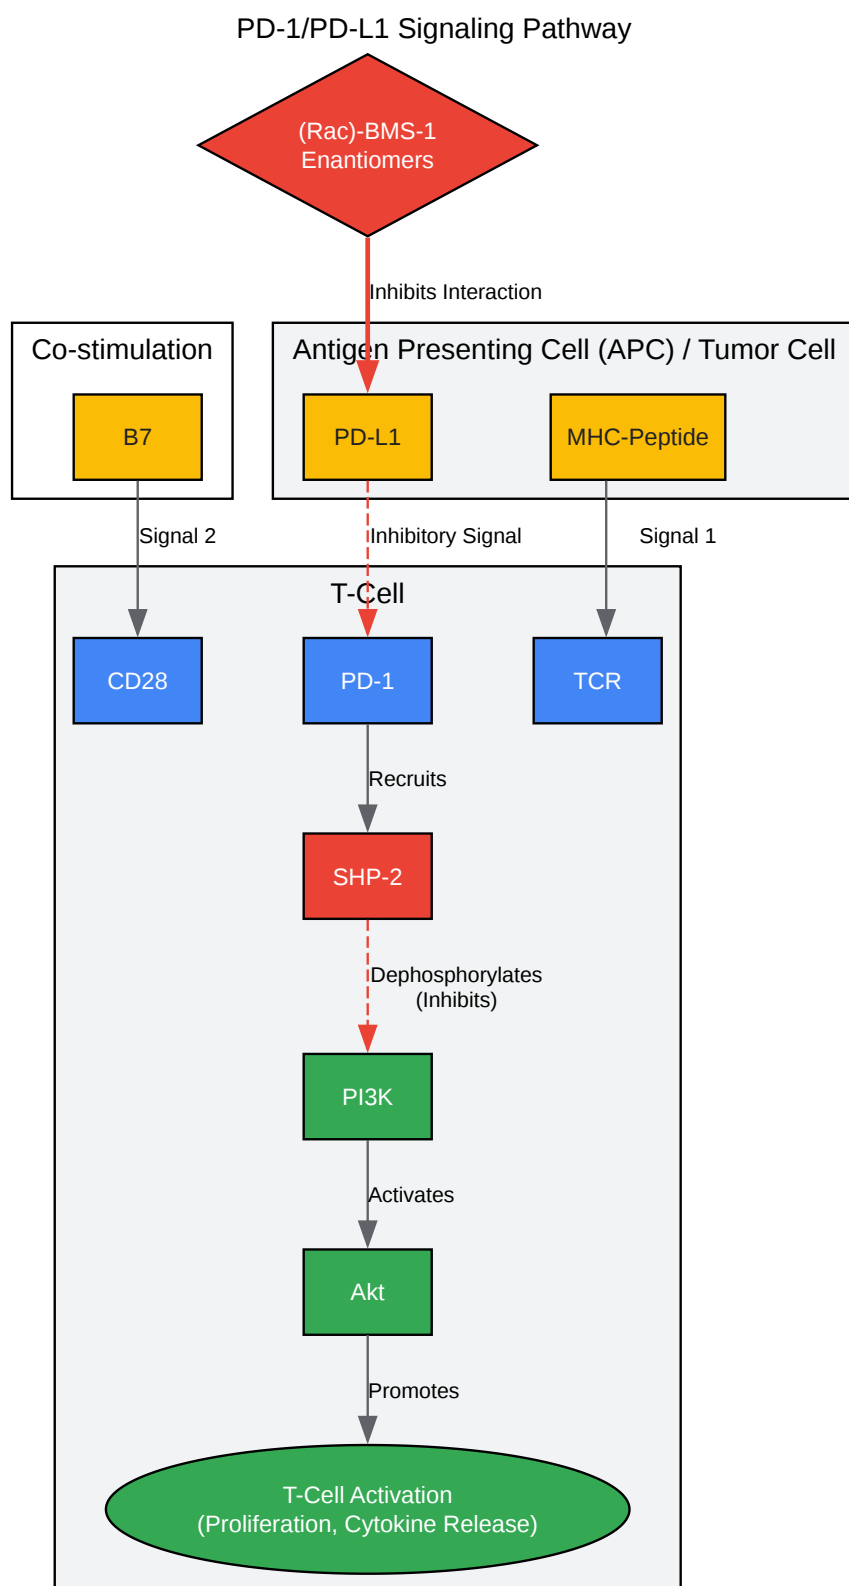 PD-1/PD-L1 Signaling Pathway
(Rac)-BMS-1
Enantiomers
Inhibits Interaction
Co-stimulation
Antigen Presenting Cell (APC) / Tumor Cell
B7
PD-L1
MHC-Peptide
Signal 2
Inhibitory Signal
Signal 1
T-Cell
CD28
PD-1
TCR
Recruits
SHP-2
Dephosphorylates
(Inhibits)
PI3K
Activates
Akt
Promotes
T-Cell Activation
(Proliferation, Cytokine Release)